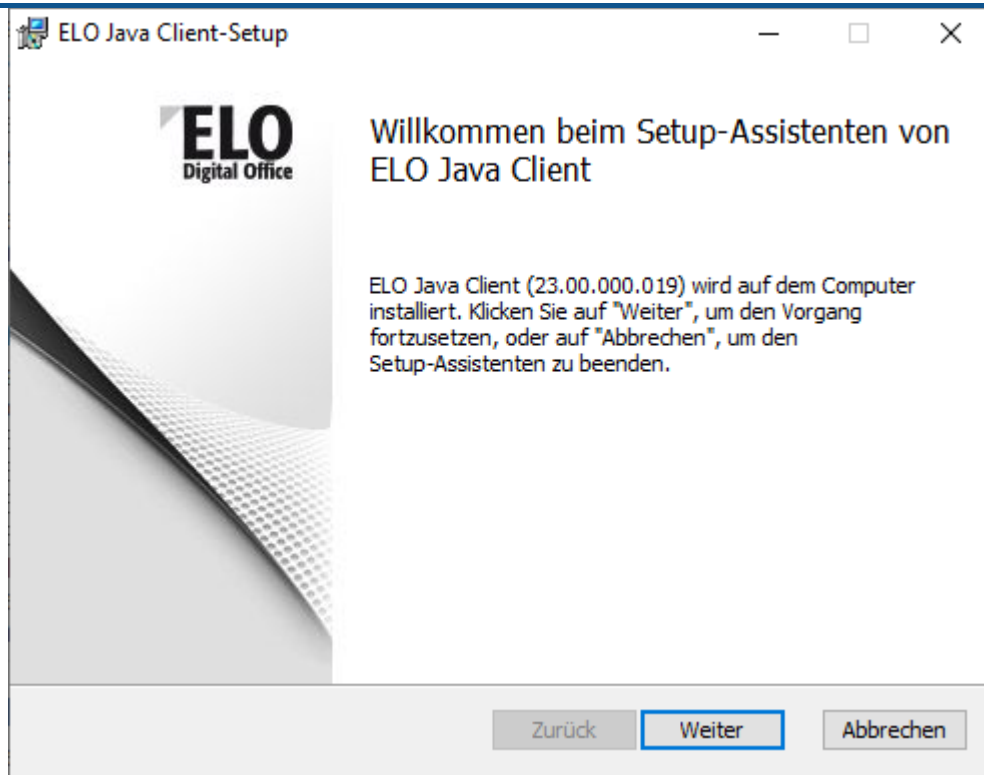 ELO Java Client-Setup
ELO
Digital Office
Willkommen beim Setup-Assistenten von
ELO Java Client
ELO Java Client (23.00.000.019) wird auf dem Computer
installiert. Klicken Sie auf "Weiter", um den Vorgang
fortzusetzen, oder auf "Abbrechen", um den
Setup-Assistenten zu beenden.
Zurück Weiter Abbrechen